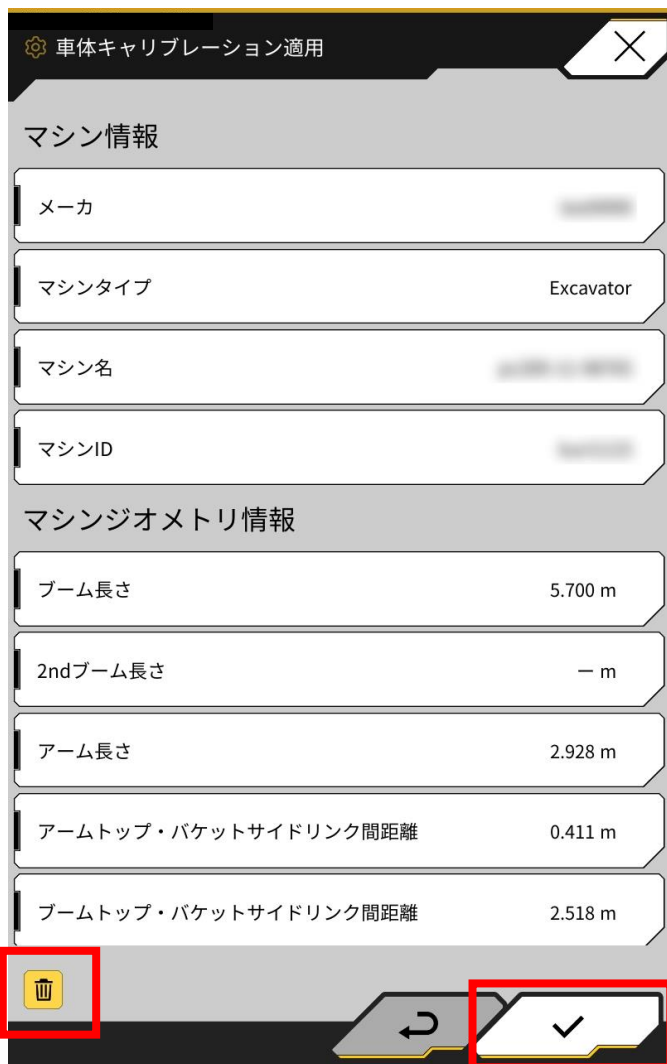 車体キャリブレーション適用
マシン情報
メーカ
マシンタイプ Excavator
マシン名
マシンID
マシンジオメトリ情報
ブーム長さ 5.700 m
2ndブーム長さ ー m
アーム長さ 2.928 m
アームトップ・バケットサイドリンク間距離 0.411 m
ブームトップ・バケットサイドリンク間距離 2.518 m